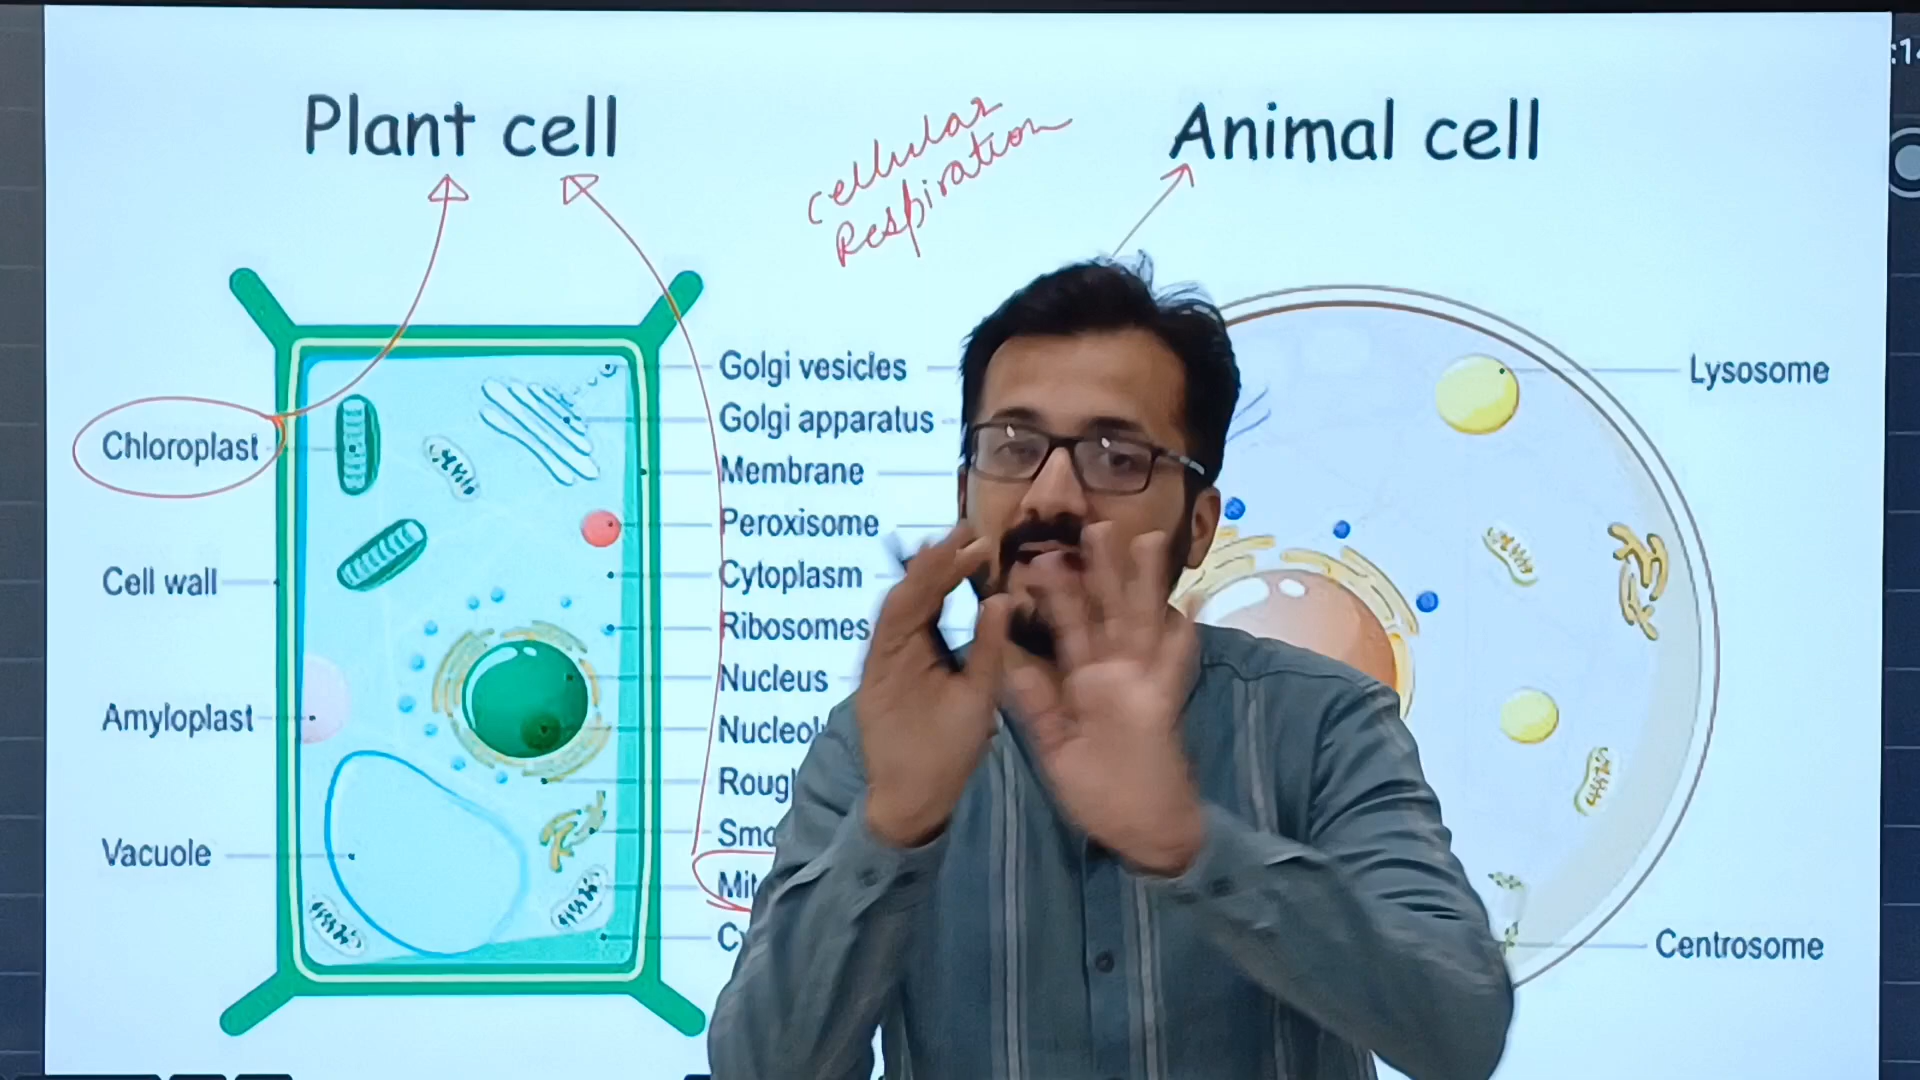 Plant cell
cellular
Respiration
Animal cell
Chloroplast
Cell wall
Amyloplast
Vacuole
Golgi vesicles
Golgi apparatus
Membrane
Peroxisome
Cytoplasm
Ribosomes
Nucleus
Lysosome
Centrosome